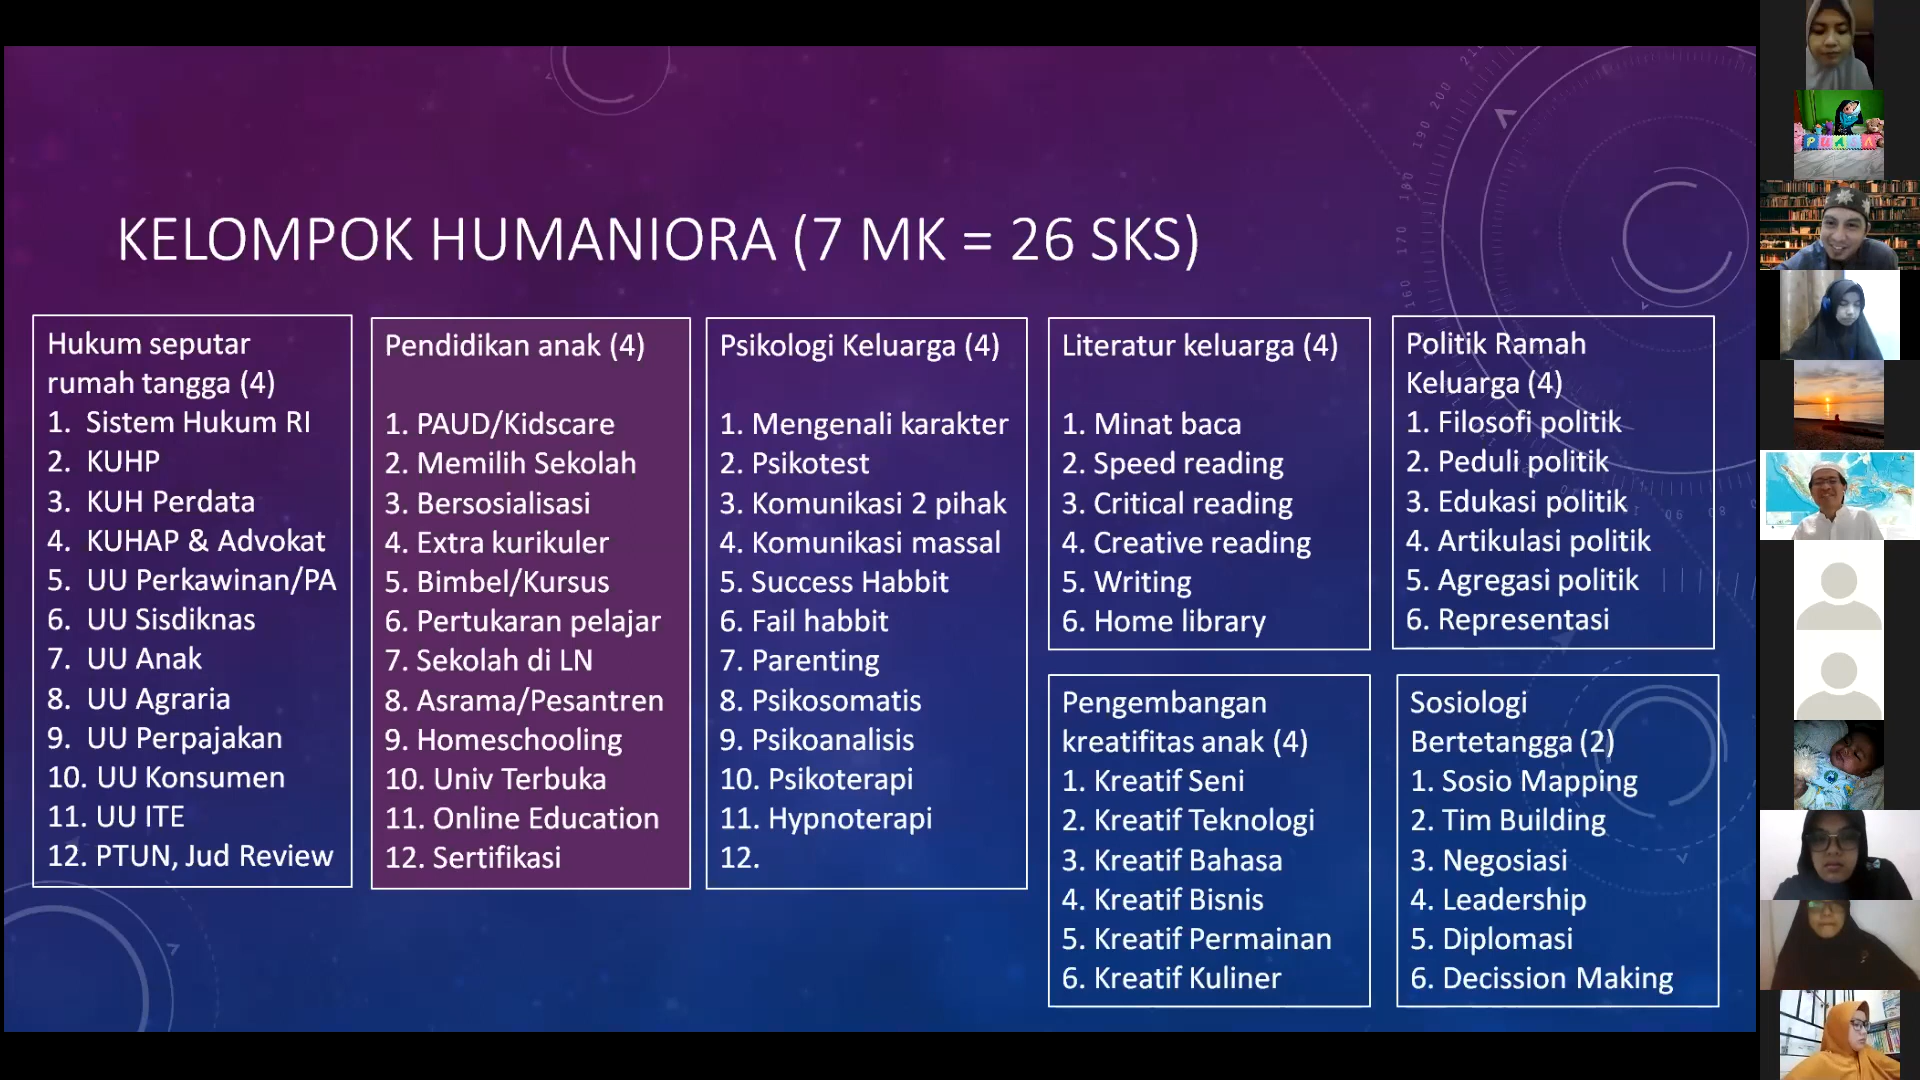 KELOMPOK HUMANIORA (7 MK = 26 SKS)
Hukum seputar
rumah tangga (4)
1. Sistem Hukum RI
2. KUHP
3. KUH Perdata
4. KUHAP & Advokat
5. UU Perkawinan/PA
6. UU Sisdiknas
7. UU Anak
8. UU Agraria
9. UU Perpajakan
10. UU Konsumen
11. UU ITE
12. PTUN, Jud Review
Pendidikan anak (4)
1. PAUD/Kidscare
2. Memilih Sekolah
3. Bersosialisasi
4. Extra kurikuler
5. Bimbel/Kursus
6. Pertukaran pelajar
7. Sekolah di LN
8. Asrama/Pesantren
9. Homeschooling
10. Univ Terbuka
11. Online Education
12. Sertifikasi
Psikologi Keluarga (4)
1. Mengenali karakter
2. Psikotest
3. Komunikasi 2 pihak
4. Komunikasi massal
5. Success Habbit
6. Fail habbit
7. Parenting
8. Psikosomatis
9. Psikoanalisis
10. Psikoterapi
11. Hypnoterapi
12.
Literatur keluarga (4)
1. Minat baca
2. Speed reading
3. Critical reading
4. Creative reading
5. Writing
6. Home library
Politik Ramah
Keluarga (4)
1. Filosofi politik
2. Peduli politik
3. Edukasi politik
4. Artikulasi politik
5. Agregasi politik
6. Representasi
Pengembangan
kreatifitas anak (4)
1. Kreatif Seni
2. Kreatif Teknologi
3. Kreatif Bahasa
4. Kreatif Bisnis
5. Kreatif Permainan
6. Kreatif Kuliner
Sosiologi
Bertetangga (2)
1. Sosio Mapping
2. Tim Building
3. Negosiasi
4. Leadership
5. Diplomasi
6. Decission Making
200
190
180
170
160